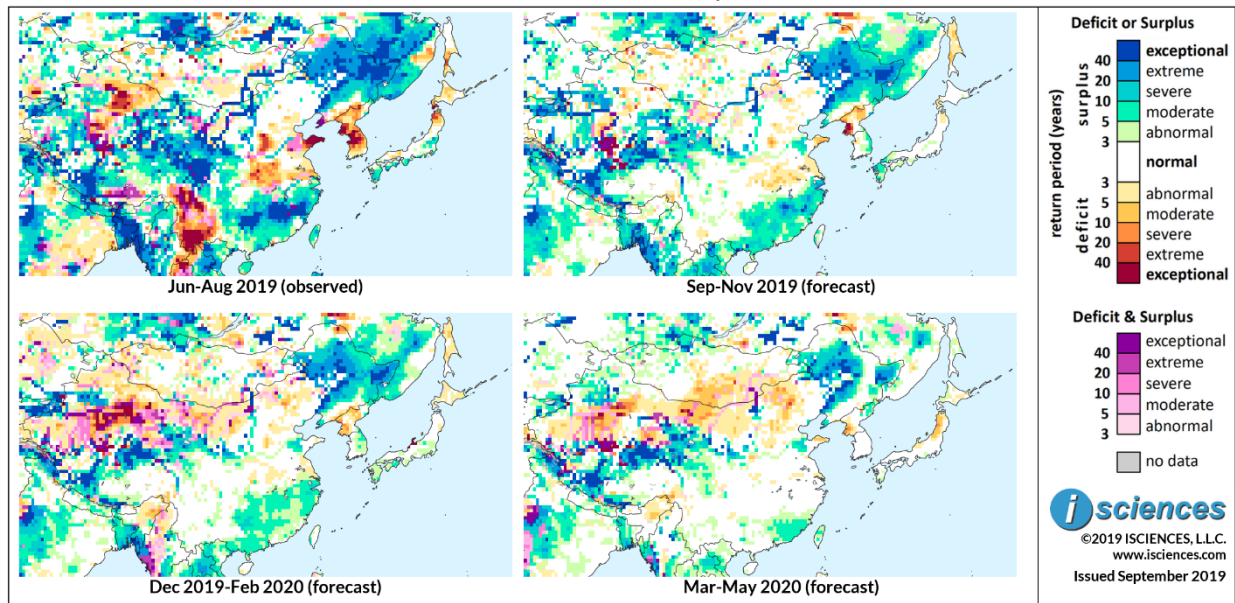 Jun-Aug 2019 (observed)
Sep-Nov 2019 (forecast)
Dec 2019-Feb 2020 (forecast)
Mar-May 2020 (forecast)
Deficit or Surplus
return period (years)
surplus
deficit
40
20
10
5
3
3
5
10
20
40
exceptional
extreme
severe
moderate
abnormal
normal
abnormal
moderate
severe
extreme
exceptional
Deficit & Surplus
40
20
10
5
3
exceptional
extreme
severe
moderate
abnormal
no data
i sciences
©2019 ISCIENCES, L.L.C.
www.isciences.com
Issued September 2019